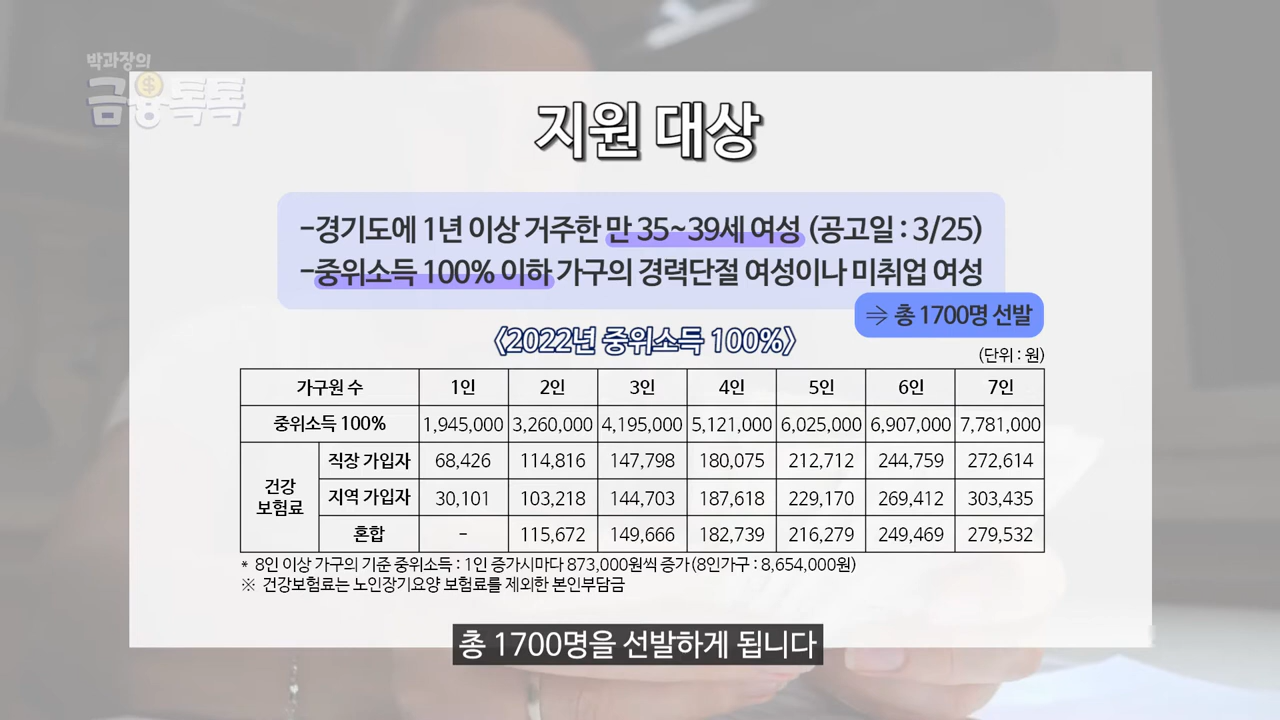 박과장의
금융톡톡
지원 대상
-경기도에 1년 이상 거주한 만 35~39세 여성 (공고일 : 3/25)
-중위소득 100% 이하 가구의 경력단절 여성이나 미취업 여성
⇒ 총 1700명 선발
《2022년 중위소득 100%》
(단위 : 원)
가구원 수 1인 2인 3인 4인 5인 6인 7인
중위소득 100% 1,945,000 3,260,000 4,195,000 5,121,000 6,025,000 6,907,000 7,781,000
건강 보험료 직장 가입자 68,426 114,816 147,798 180,075 212,712 244,759 272,614
지역 가입자 30,101 103,218 144,703 187,618 229,170 269,412 303,435
혼합 - 115,672 149,666 182,739 216,279 249,469 279,532
* 8인 이상 가구의 기준 중위소득 : 1인 증가시마다 873,000원씩 증가(8인가구 : 8,654,000원)
※ 건강보험료는 노인장기요양 보험료를 제외한 본인부담금
총 1700명을 선발하게 됩니다